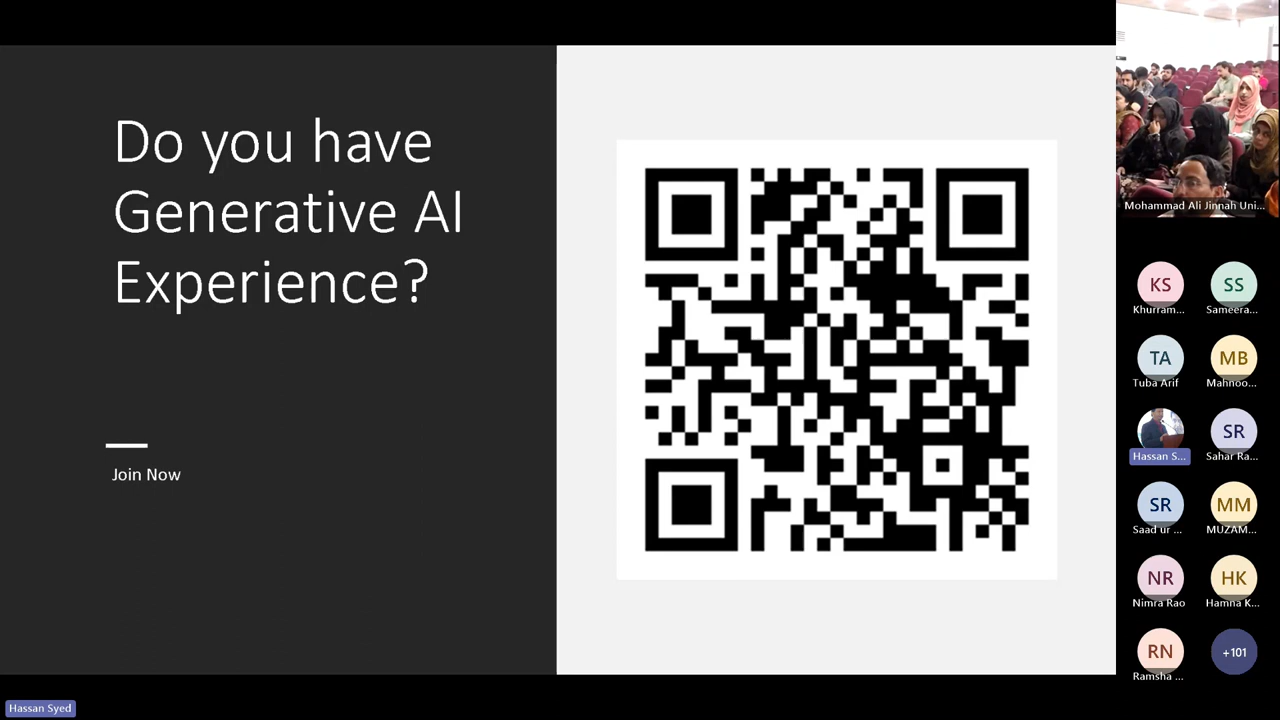 Do you have
Generative AI
Experience?
Join Now
Mohammad Ali Jinnah Uni...
KS
Khurram...
SS
Sameera...
TA
Tuba Arif
MB
Mahnoo...
Hassan S...
SR
Sahar Ra...
SR
Saad ur ...
MM
MUZAM...
NR
Nimra Rao
HK
Hamna K...
RN
Ramsha ...
+101
Hassan Syed